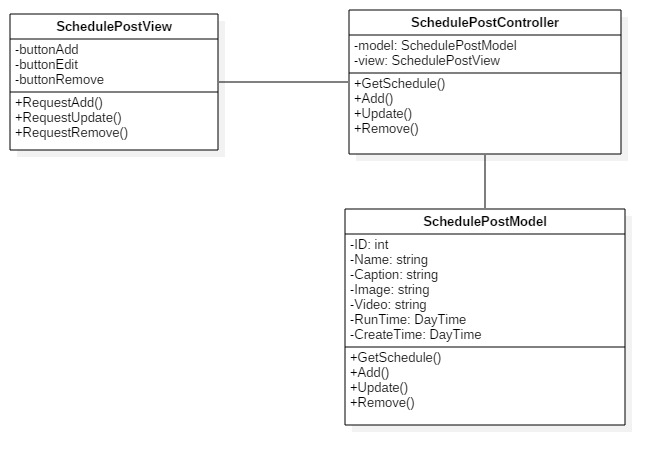 SchedulePostView
-buttonAdd
-buttonEdit
-buttonRemove
+RequestAdd()
+RequestUpdate()
+RequestRemove()
SchedulePostController
-model: SchedulePostModel
-view: SchedulePostView
+GetSchedule()
+Add()
+Update()
+Remove()
SchedulePostModel
-ID: int
-Name: string
-Caption: string
-Image: string
-Video: string
-RunTime: DayTime
-CreateTime: DayTime
+GetSchedule()
+Add()
+Update()
+Remove()